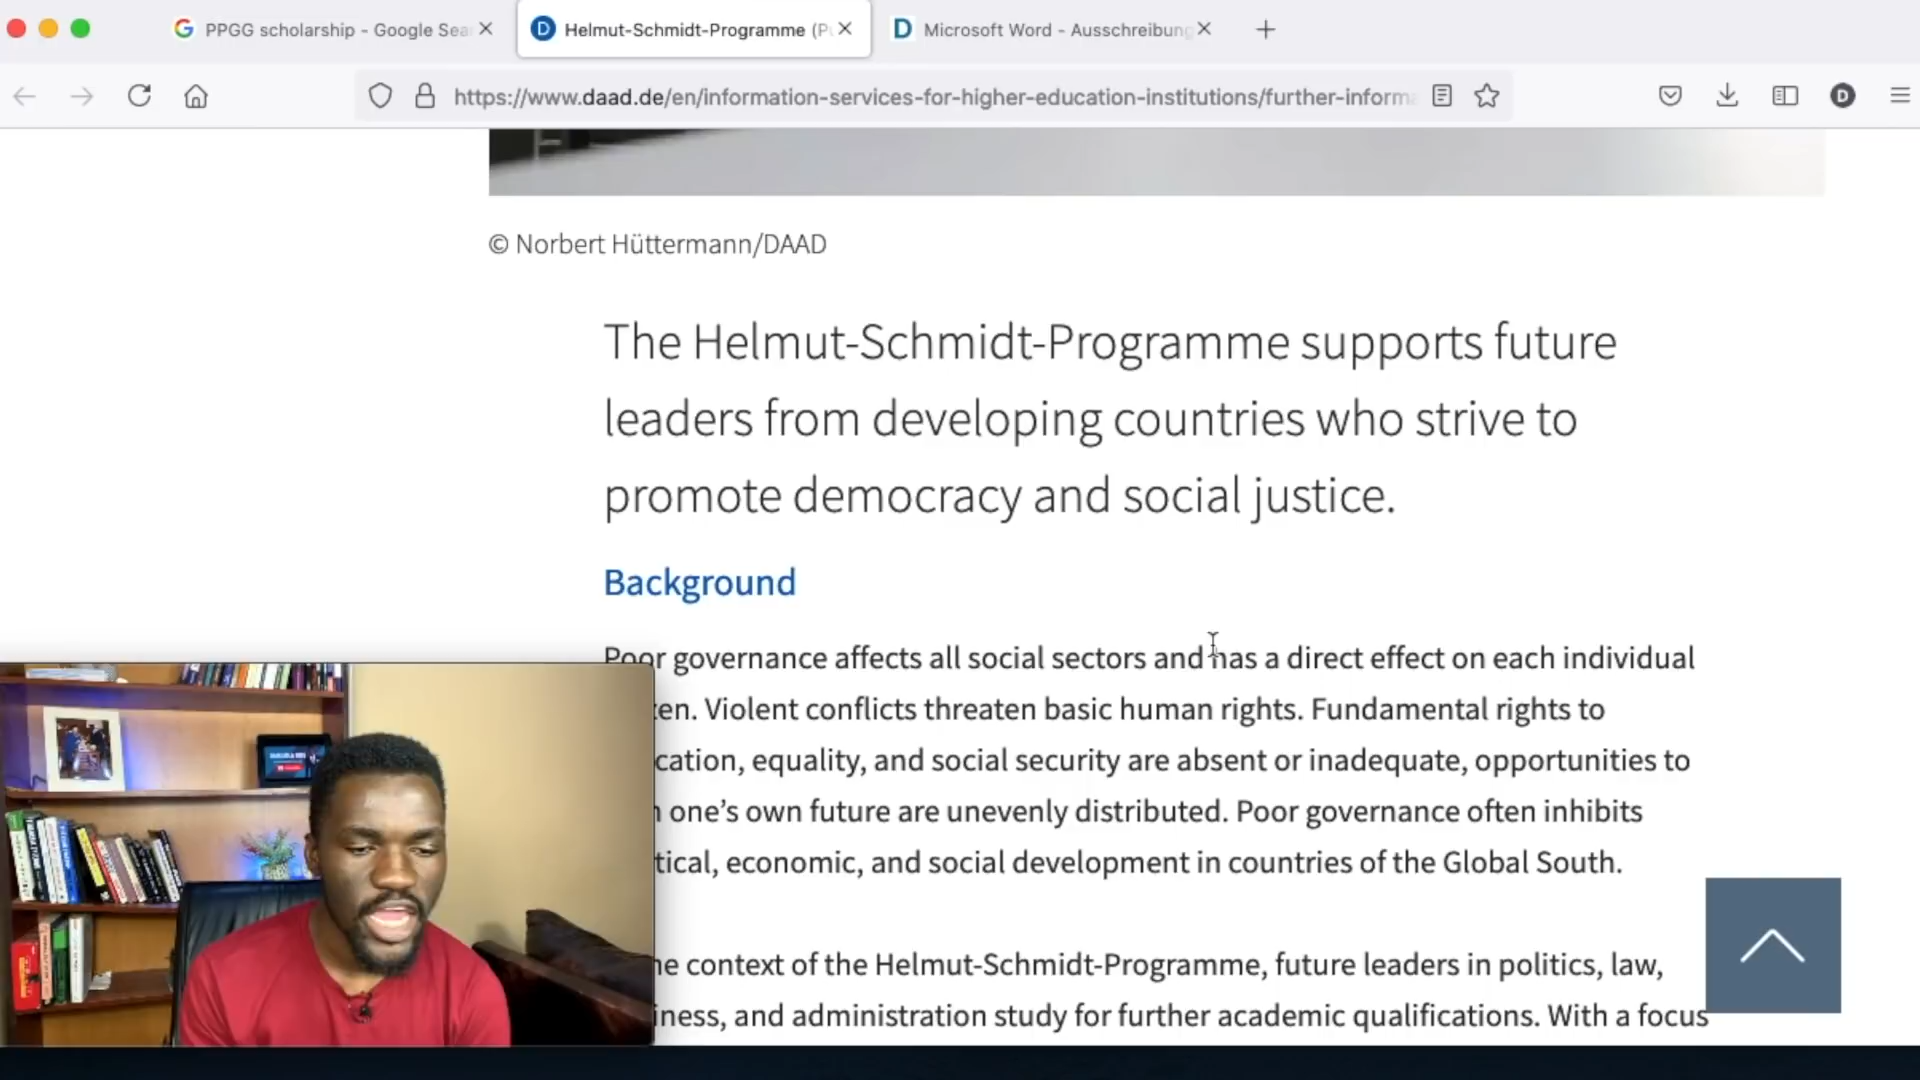 PPGG scholarship - Google Sea
Helmut-Schmidt-Programme (P
Microsoft Word - Ausschreibung
https://www.daad.de/en/information-services-for-higher-education-institutions/further-informa
D
© Norbert Hüttermann/DAAD
The Helmut-Schmidt-Programme supports future
leaders from developing countries who strive to
promote democracy and social justice.
Background
Poor governance affects all social sectors and has a direct effect on each individual
zen. Violent conflicts threaten basic human rights. Fundamental rights to
cation, equality, and social security are absent or inadequate, opportunities to
one’s own future are unevenly distributed. Poor governance often inhibits
tical, economic, and social development in countries of the Global South.
he context of the Helmut-Schmidt-Programme, future leaders in politics, law,
iness, and administration study for further academic qualifications. With a focus